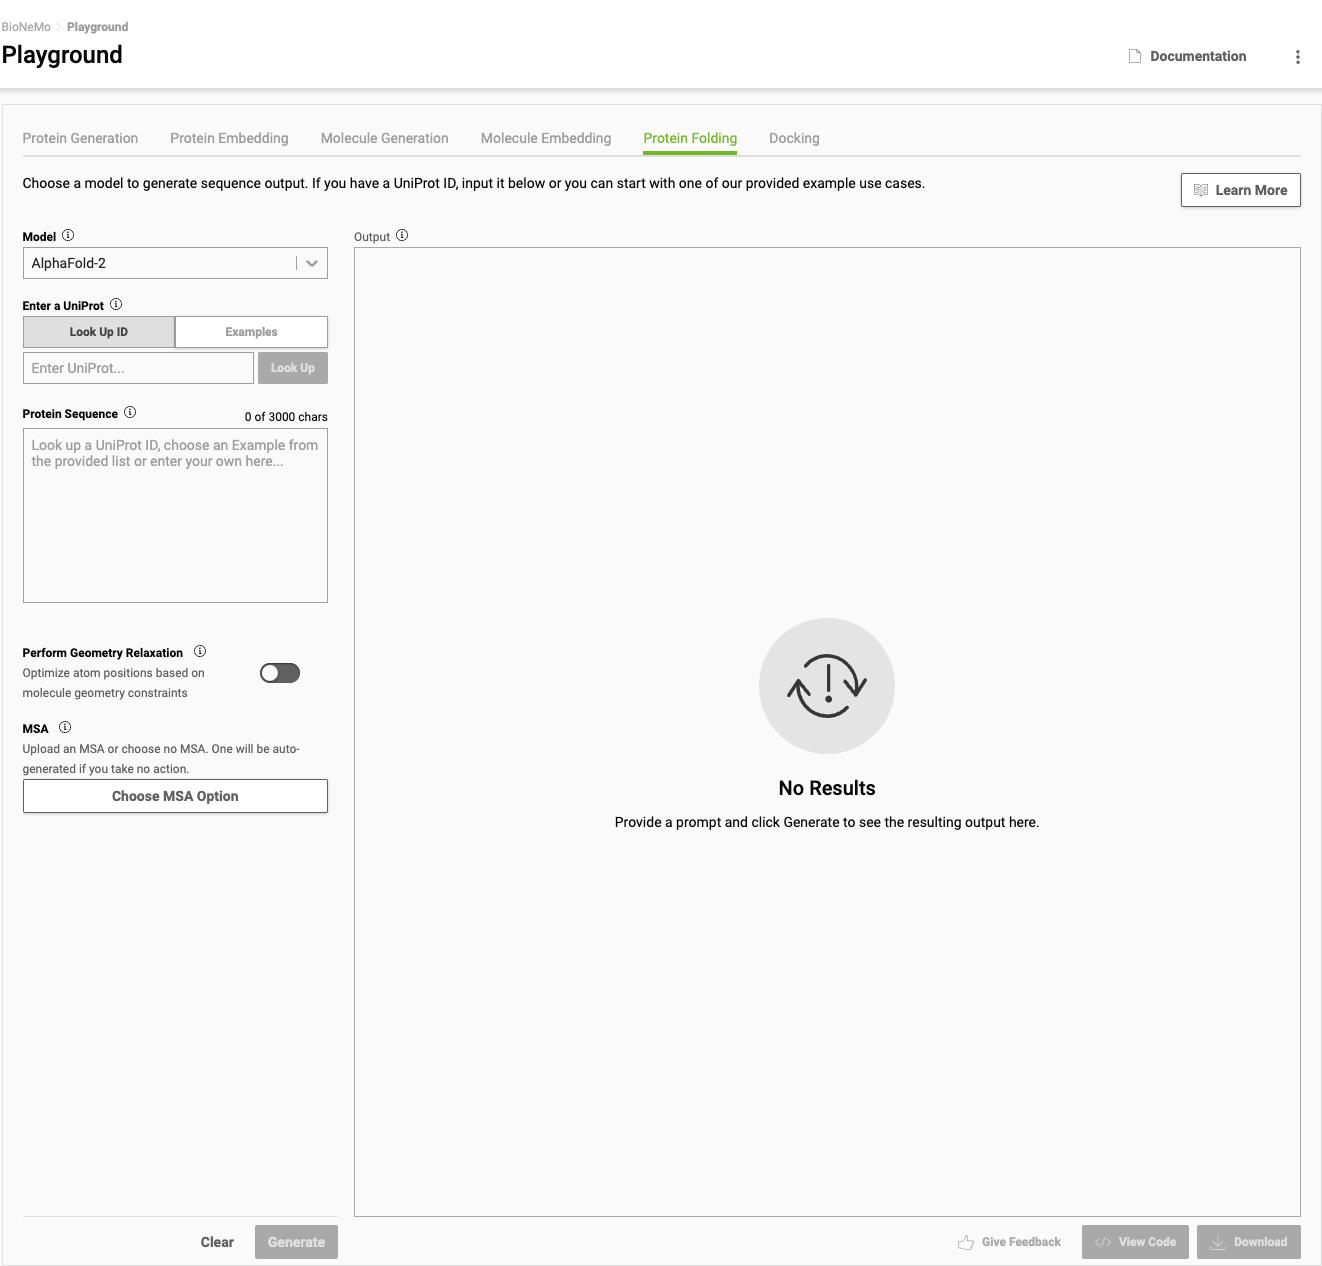 BioNeMo > Playground
Playground
Documentation
Protein Generation
Protein Embedding
Molecule Generation
Molecule Embedding
Protein Folding
Docking
Choose a model to generate sequence output. If you have a UniProt ID, input it below or you can start with one of our provided example use cases.
Learn More
Model
AlphaFold-2
Enter a UniProt
Look Up ID
Examples
Enter UniProt...
Look Up
Protein Sequence
0 of 3000 chars
Look up a UniProt ID, choose an Example from
the provided list or enter your own here...
Perform Geometry Relaxation
Optimize atom positions based on
molecule geometry constraints
MSA
Upload an MSA or choose no MSA. One will be auto-
generated if you take no action.
Choose MSA Option
Clear
Generate
Output
No Results
Provide a prompt and click Generate to see the resulting output here.
Give Feedback
View Code
Download